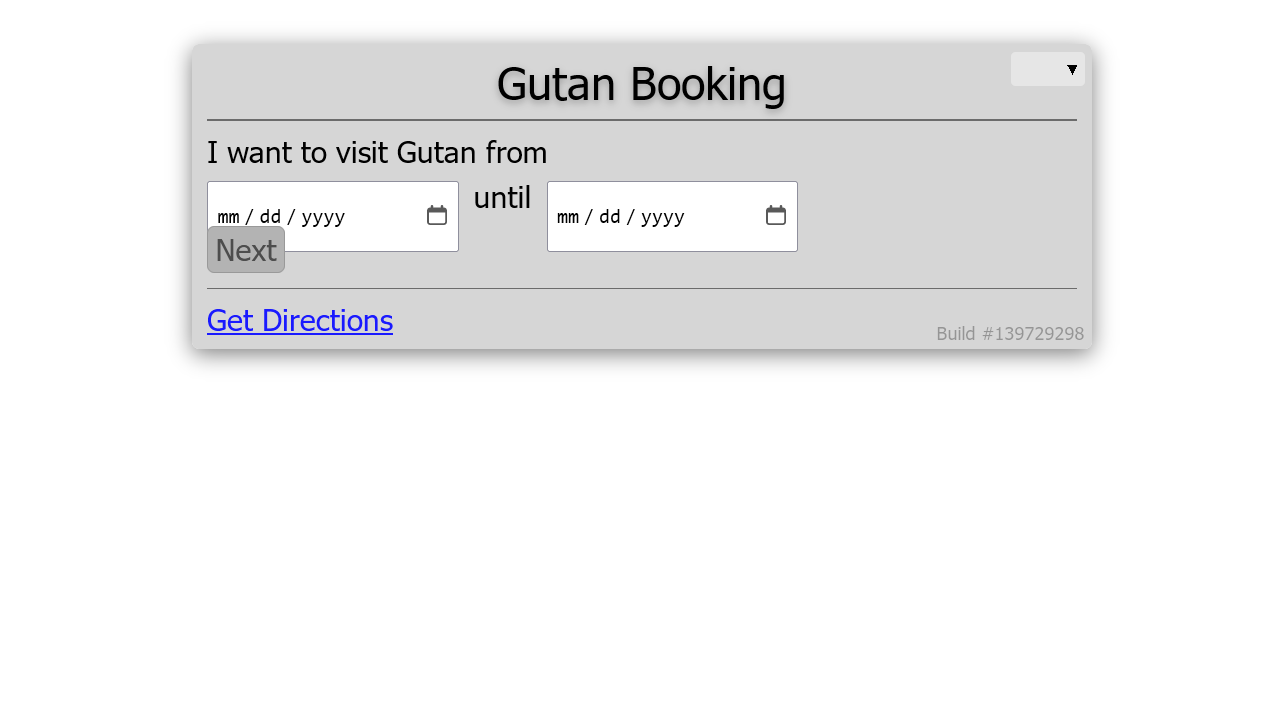 Gutan Booking
I want to visit Gutan from
mm / dd / yyyy until mm / dd / yyyy
Next
Get Directions
Build #139729298